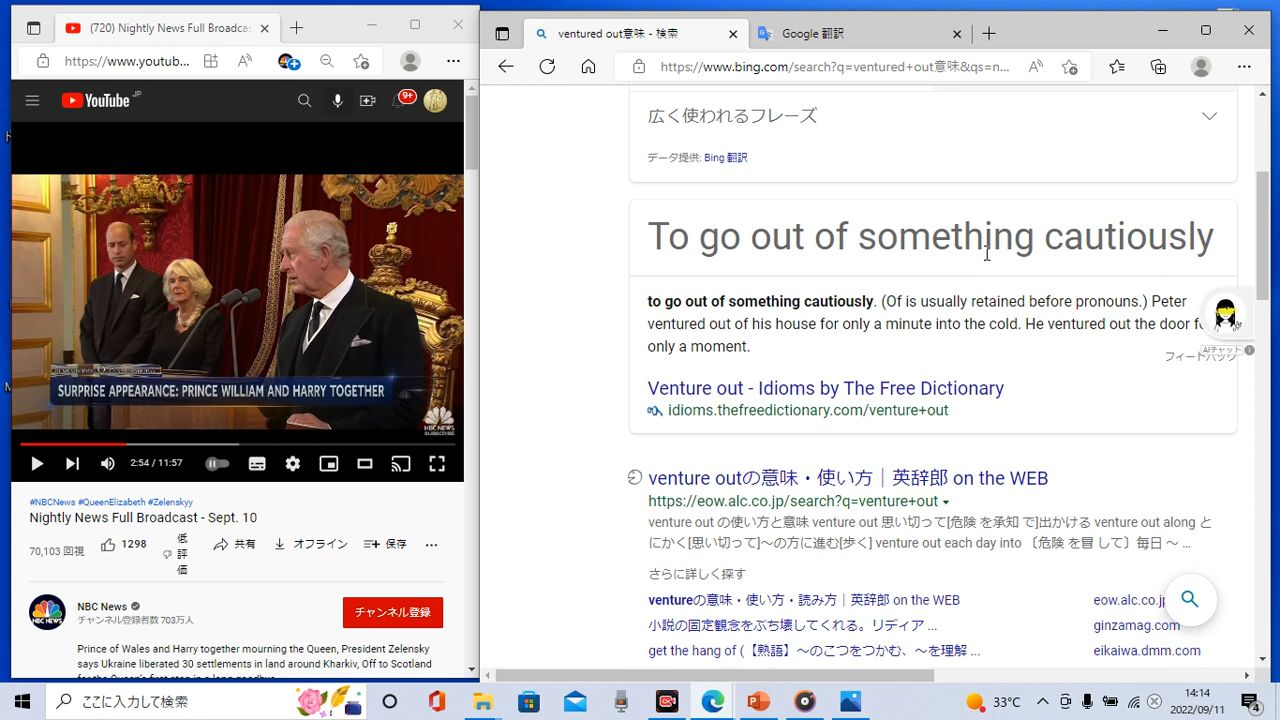 (720) Nightly News Full Broadcas
https://www.youtub...
YouTube JP
9+
SURPRISE APPEARANCE: PRINCE WILLIAM AND HARRY TOGETHER
NBC NEWS
SUBSCRIBE
2:54 / 11:57
#NBCNews #QueenElizabeth #Zelenskyy
Nightly News Full Broadcast - Sept. 10
70,103 回視
1298
低評価
共有
オフライン
保存
NBC News
チャンネル登録者数 703万人
チャンネル登録
Prince of Wales and Harry together mourning the Queen, President Zelensky
says Ukraine liberated 30 settlements in land around Kharkiv, Off to Scotland
for the Queen's first stop in a long goodbye.
ventured out意味 - 検索
Google 翻訳
https://www.bing.com/search?q=ventured+out意味&qs=n...
広く使われるフレーズ
データ提供: Bing 翻訳
To go out of something cautiously
to go out of something cautiously. (Of is usually retained before pronouns.) Peter
ventured out of his house for only a minute into the cold. He ventured out the door fo
only a moment.
AIチャット
フィードバック
Venture out - Idioms by The Free Dictionary
idioms.thefreedictionary.com/venture+out
venture outの意味・使い方｜英辞郎 on the WEB
https://eow.alc.co.jp/search?q=venture+out
venture out の使い方と意味 venture out 思い切って[危険 を承知 で]出かける venture out along と
にかく[思い切って]～の方に進む[歩く] venture out each day into 〔危険 を冒 して〕毎日 ～ ...
さらに詳しく探す
ventureの意味・使い方・読み方｜英辞郎 on the WEB
eow.alc.co.jp
小説の固定観念をぶち壊してくれる。リディア ...
ginzamag.com
get the hang of (【熟語】～のこつをつかむ、～を理解 ...
eikaiwa.dmm.com
ここに入力して検索
33°C
14:14
2022/09/11
4